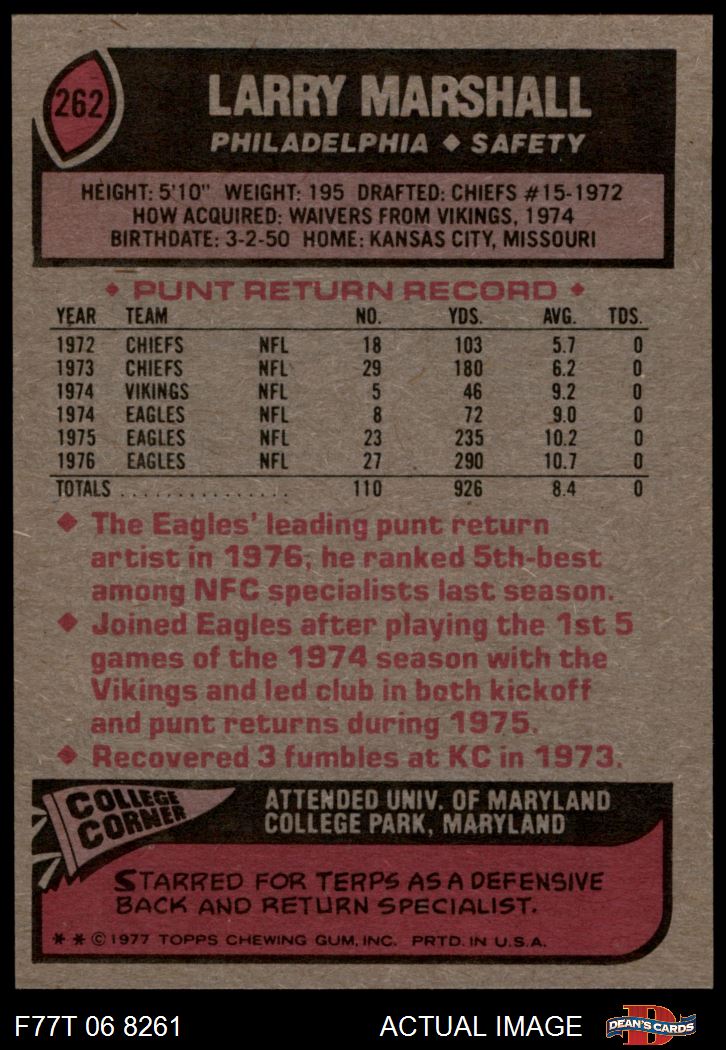 262
LARRY MARSHALL
PHILADELPHIA ◆ SAFETY
HEIGHT: 5'10" WEIGHT: 195 DRAFTED: CHIEFS #15-1972
HOW ACQUIRED: WAIVERS FROM VIKINGS, 1974
BIRTHDATE: 3-2-50 HOME: KANSAS CITY, MISSOURI
◆ PUNT RETURN RECORD ◆
YEAR TEAM NO. YDS. AVG. TDS.
1972 CHIEFS NFL 18 103 5.7 0
1973 CHIEFS NFL 29 180 6.2 0
1974 VIKINGS NFL 5 46 9.2 0
1974 EAGLES NFL 8 72 9.0 0
1975 EAGLES NFL 23 235 10.2 0
1976 EAGLES NFL 27 290 10.7 0
TOTALS ................ 110 926 8.4 0
◆ The Eagles' leading punt return
artist in 1976, he ranked 5th-best
among NFC specialists last season.
◆ Joined Eagles after playing the 1st 5
games of the 1974 season with the
Vikings and led club in both kickoff
and punt returns during 1975.
◆ Recovered 3 fumbles at KC in 1973.
COLLEGE
CORNER
ATTENDED UNIV. OF MARYLAND
COLLEGE PARK, MARYLAND
STARRED FOR TERPS AS A DEFENSIVE
BACK AND RETURN SPECIALIST.
* * © 1977 TOPPS CHEWING GUM, INC. PRTD. IN U.S.A.
F77T 06 8261 ACTUAL IMAGE
D
DEAN'S CARDS